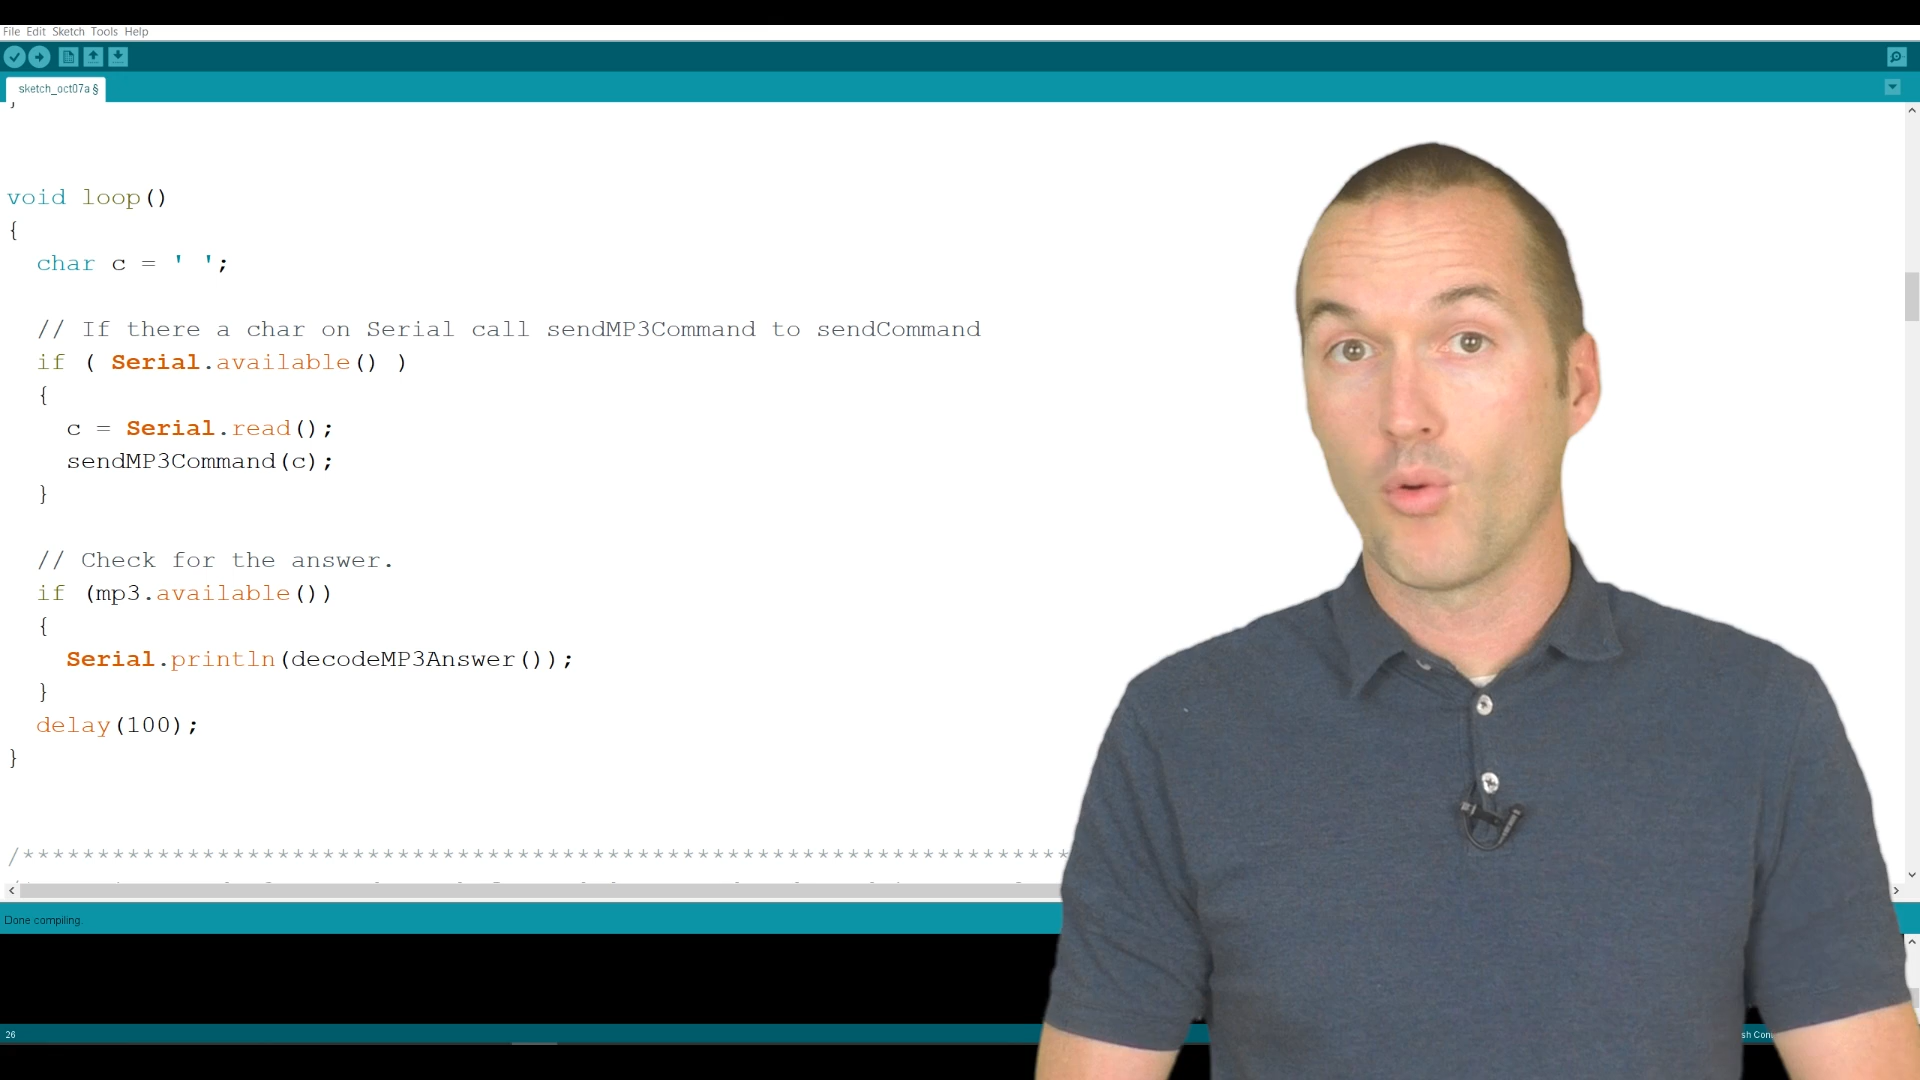 File Edit Sketch Tools Help
sketch_oct07a §
}
void loop()
{
char c = ' ';
// If there a char on Serial call sendMP3Command to sendCommand
if ( Serial.available() )
{
c = Serial.read();
sendMP3Command(c);
}
// Check for the answer.
if (mp3.available())
{
Serial.println(decodeMP3Answer());
}
delay(100);
}
/**********************************************************************
Done compiling.
26